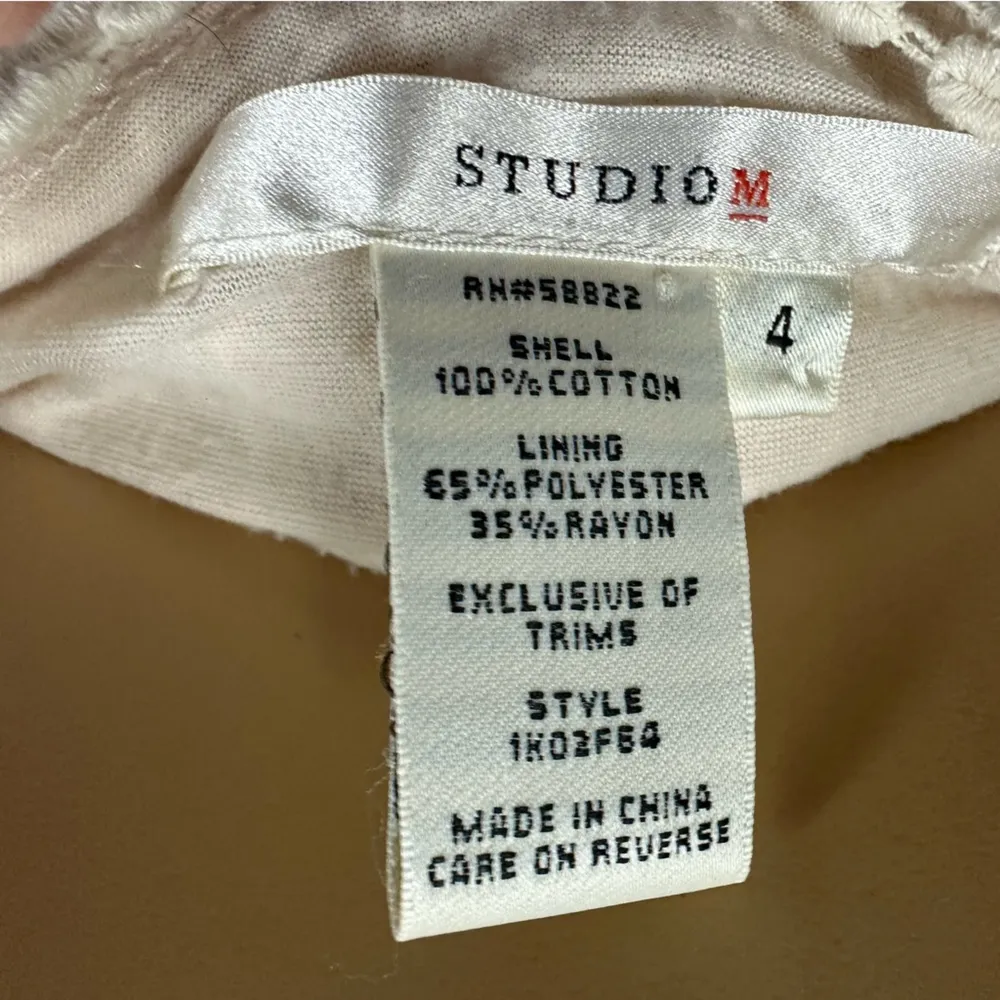 STUDIOM
RN#58822
4
SHELL
100%COTTON
LINING
65%POLYESTER
35%RAYON
EXCLUSIVE OF
TRIMS
STYLE
1K02F64
MADE IN CHINA
CARE ON REVERSE